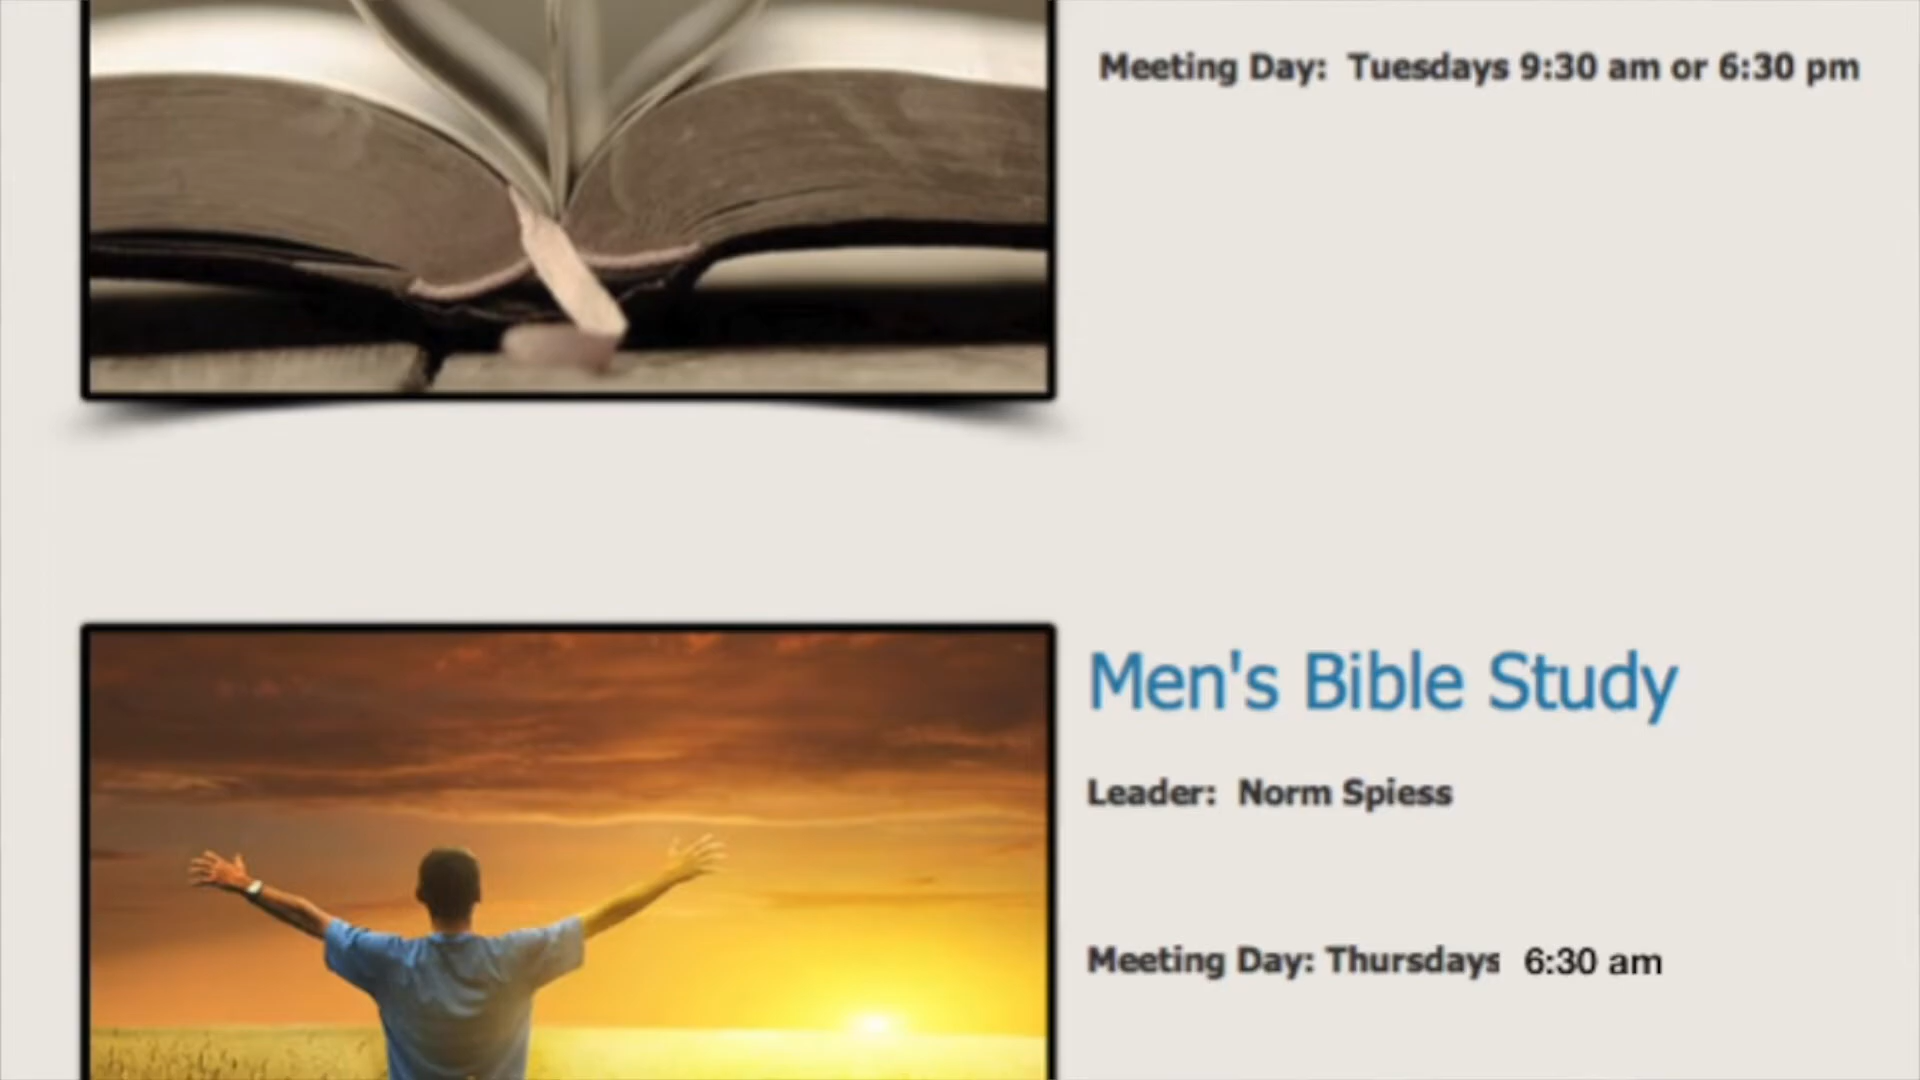 Meeting Day:  Tuesdays 9:30 am or 6:30 pm
Men's Bible Study
Leader:  Norm Spiess
Meeting Day: Thursdays  6:30 am